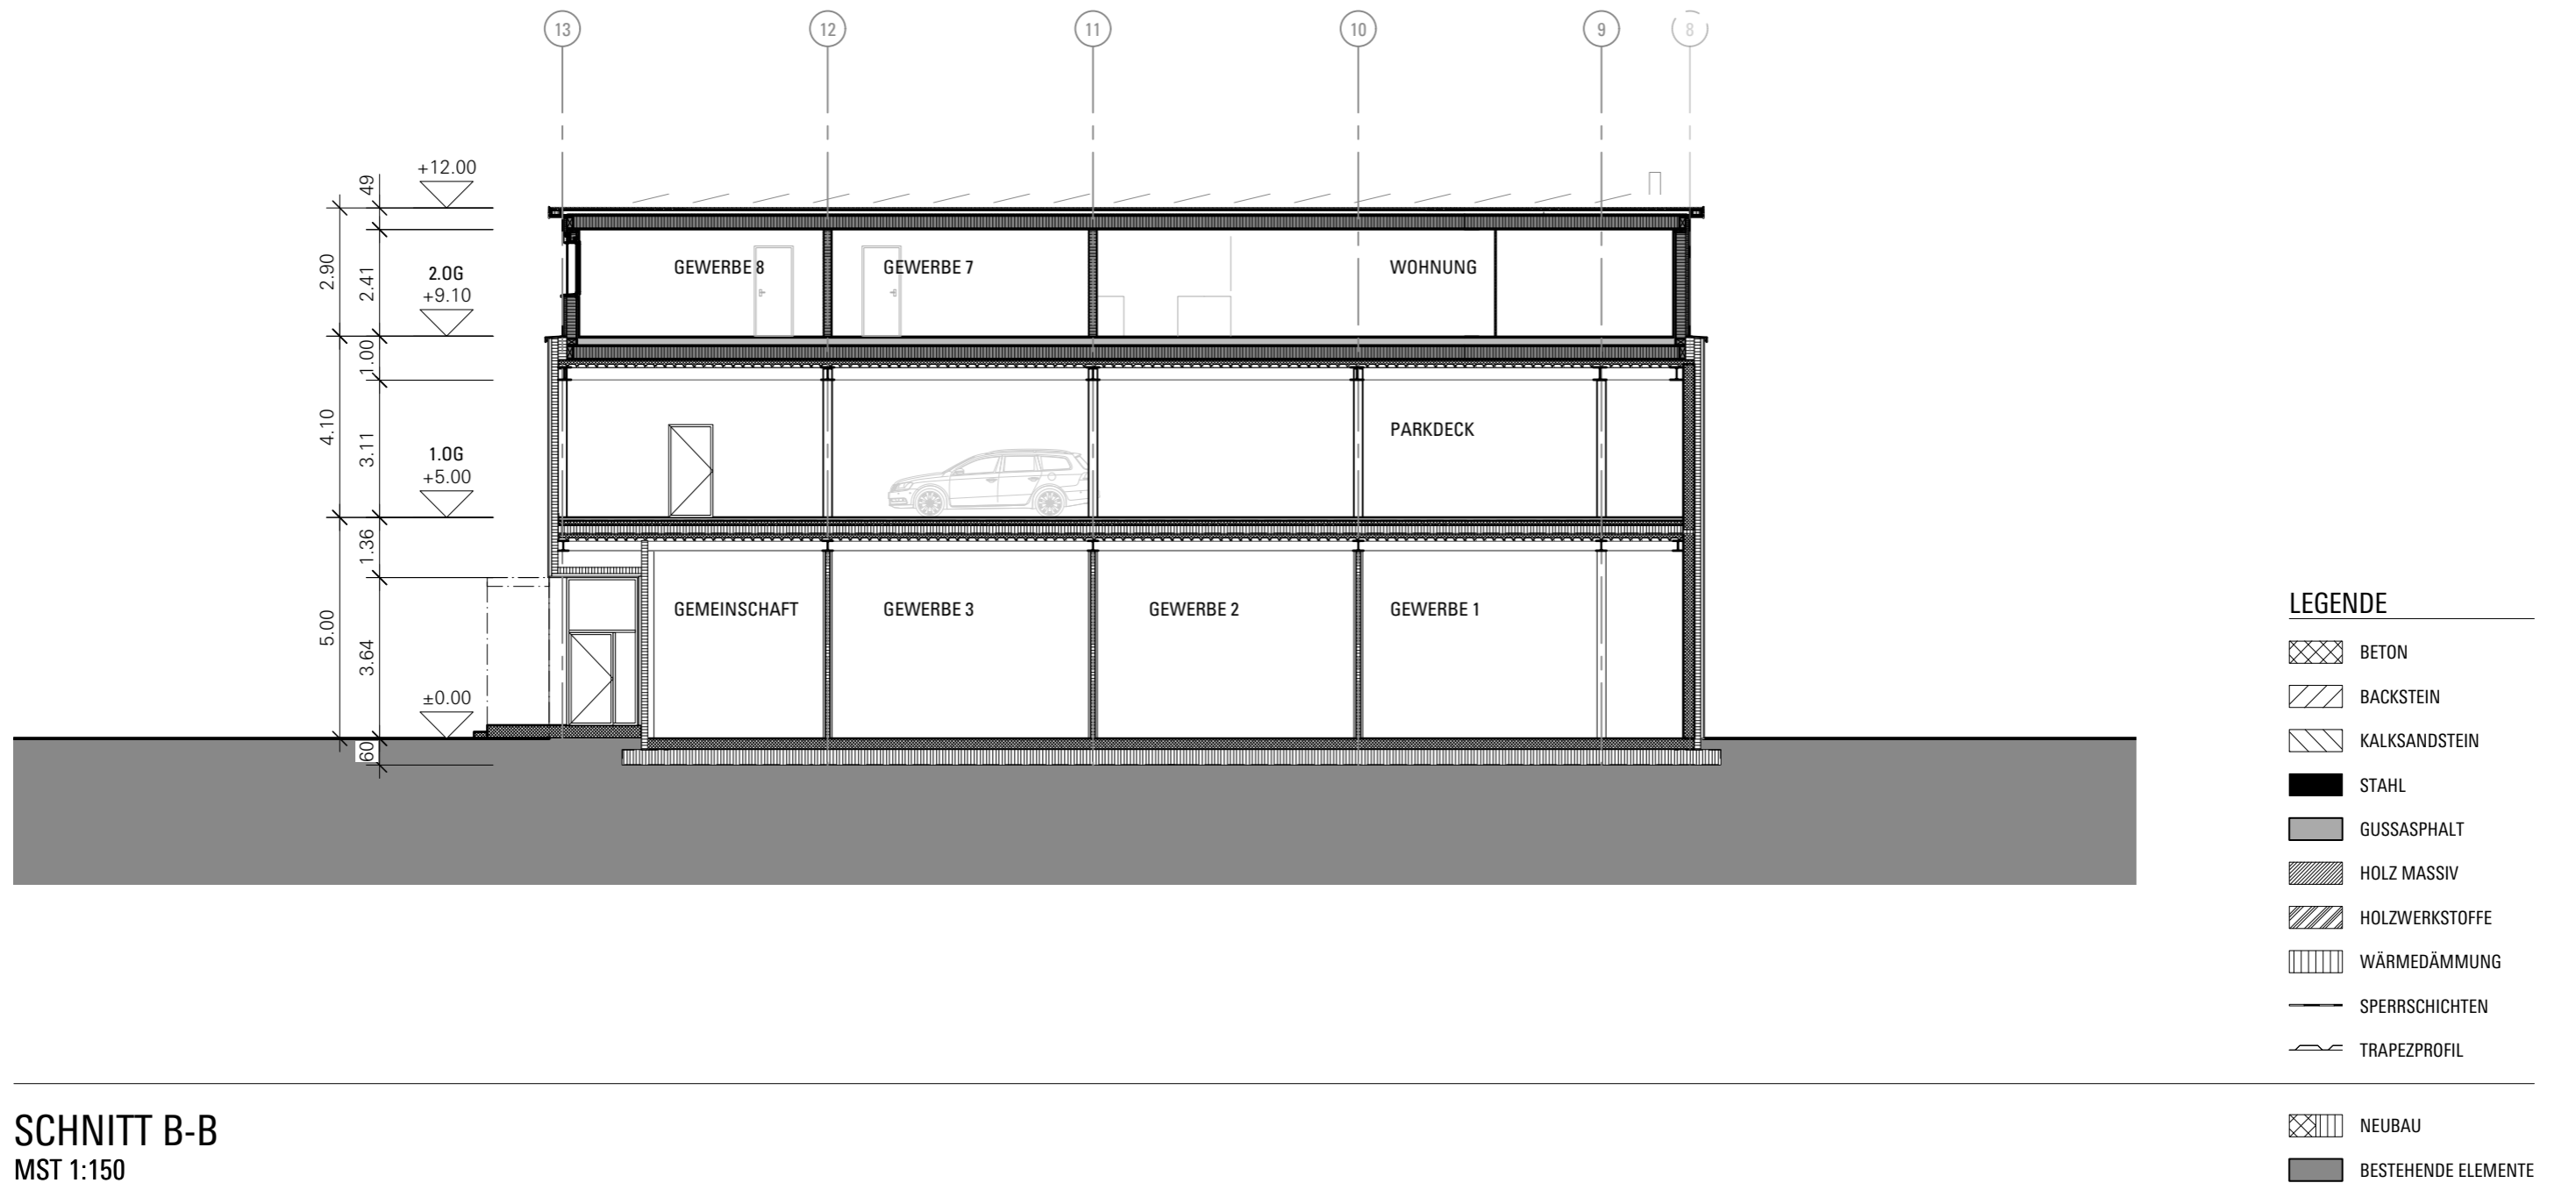 13 12 11 10 9 8
+12.00
49
2.90
2.41
2.OG
+9.10
GEWERBE 8 GEWERBE 7 WOHNUNG
1.00
4.10
3.11
1.OG
+5.00
PARKDECK
1.36
5.00
3.64
±0.00
60
GEMEINSCHAFT GEWERBE 3 GEWERBE 2 GEWERBE 1
LEGENDE
BETON
BACKSTEIN
KALKSANDSTEIN
STAHL
GUSSASPHALT
HOLZ MASSIV
HOLZWERKSTOFFE
WÄRMEDÄMMUNG
SPERRSCHICHTEN
TRAPEZPROFIL
SCHNITT B-B
MST 1:150
NEUBAU
BESTEHENDE ELEMENTE